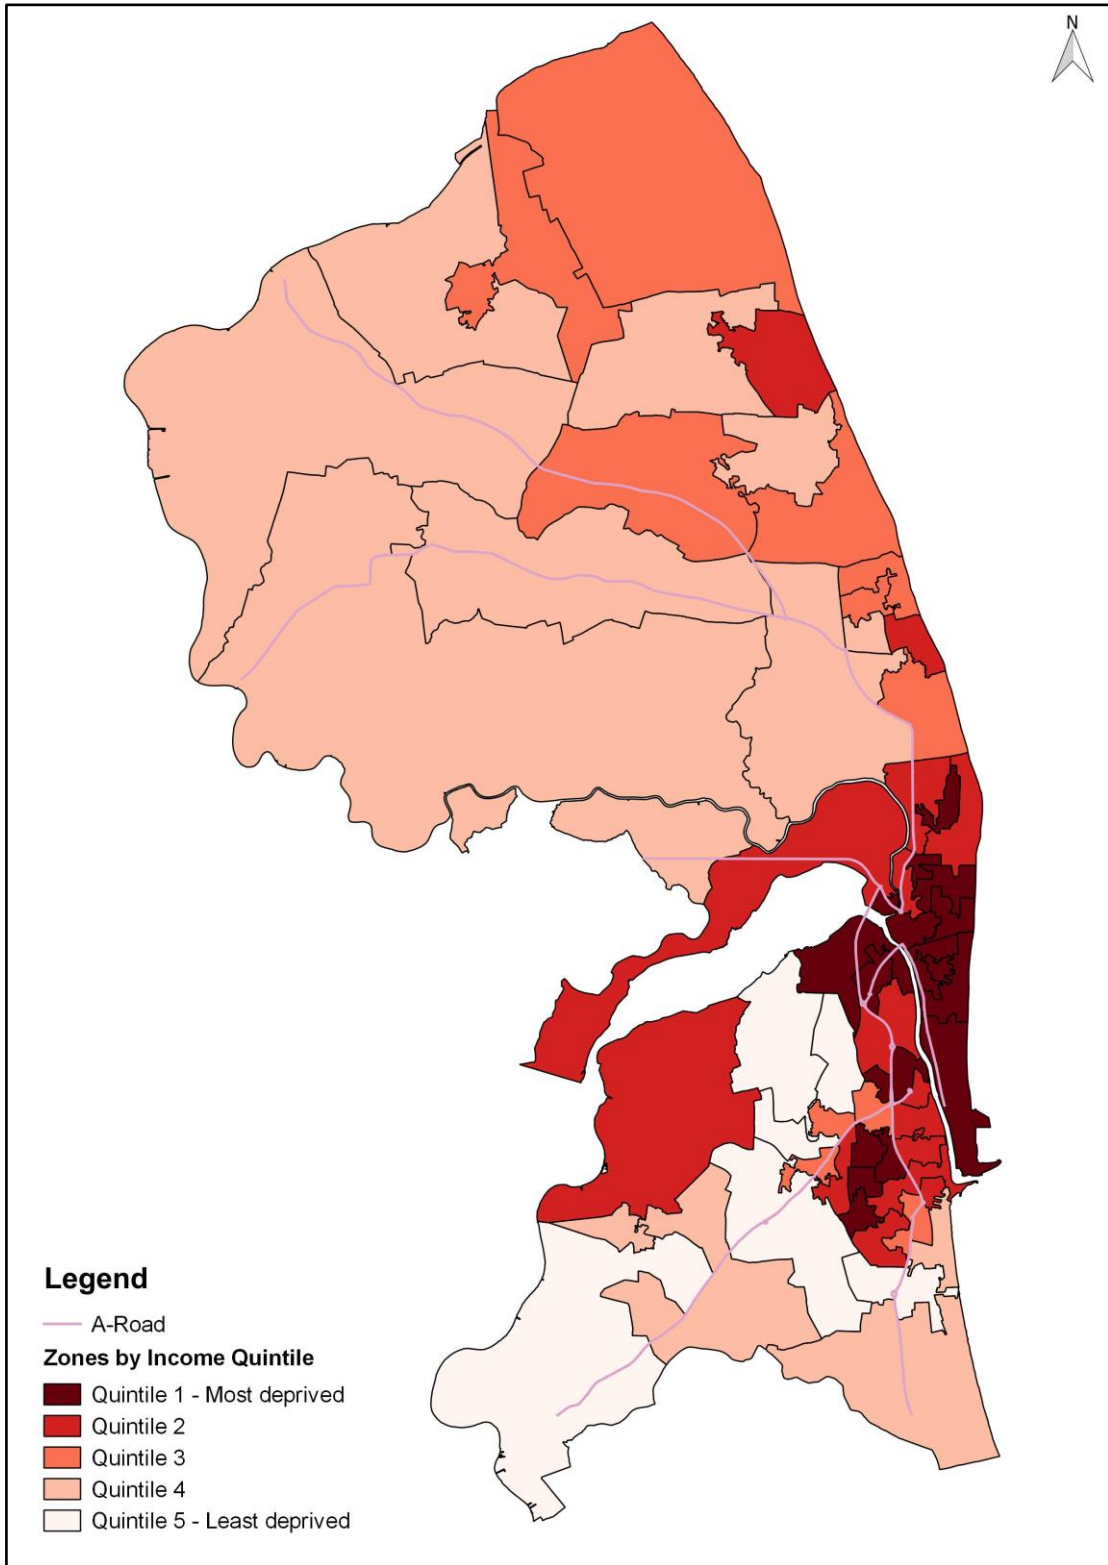 N
Legend
A-Road
Zones by Income Quintile
Quintile 1 - Most deprived
Quintile 2
Quintile 3
Quintile 4
Quintile 5 - Least deprived